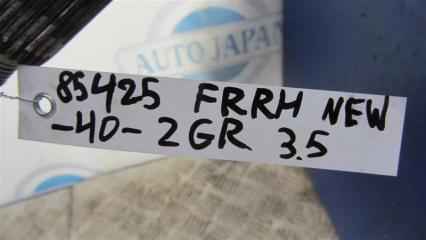 AUTO JAPAN
85425 FRRH NEW
-40- 2GR 3.5